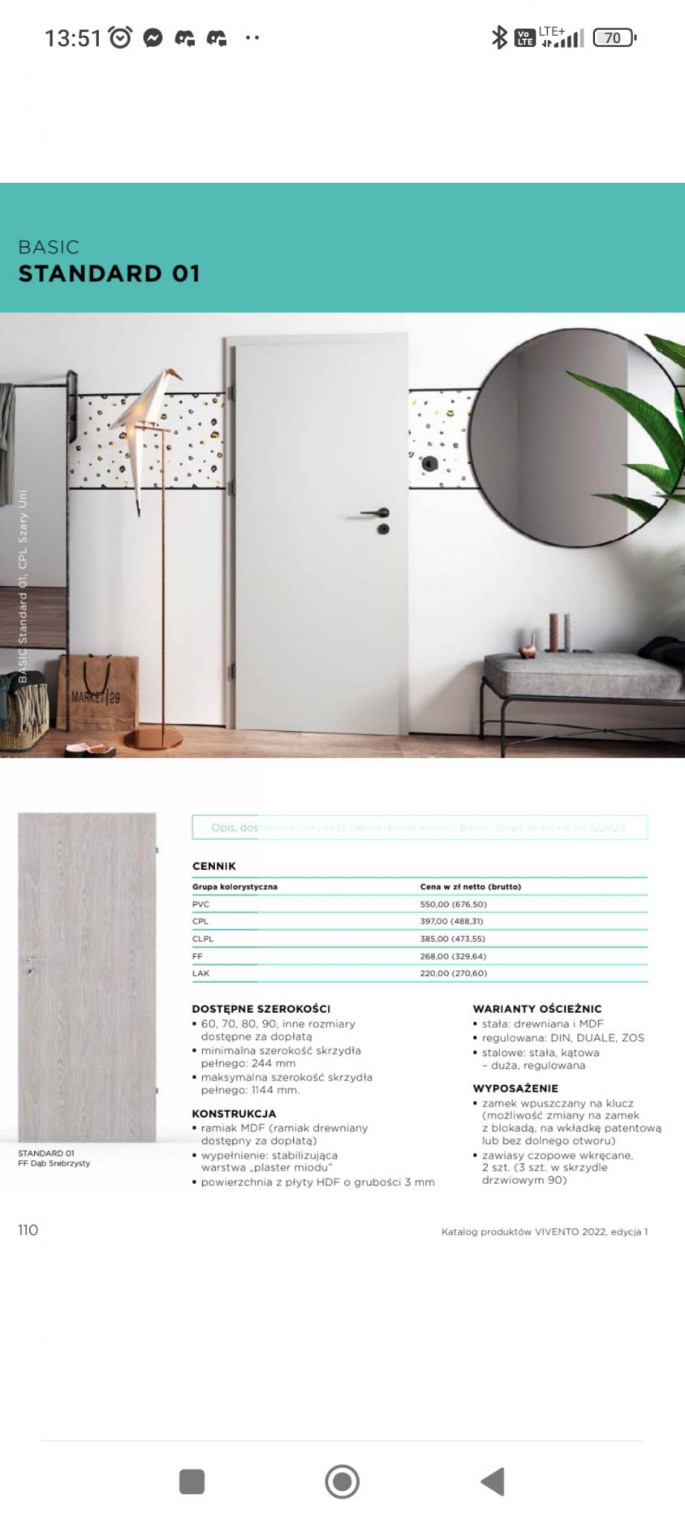 13:51
VO LTE LTE+ 70
BASIC
STANDARD 01
BASIC Standard 01, CPL Szary Uni
MARKET 29
Opis, dostępne kolory oraz
CENNIK
Grupa kolorystyczna Cena w zł netto (brutto)
PVC 550,00 (676,50)
CPL 397,00 (488,31)
CLPL 385,00 (473,55)
FF 268,00 (329,64)
LAK 220,00 (270,60)
DOSTĘPNE SZEROKOŚCI
▪ 60, 70, 80, 90, inne rozmiary
dostępne za dopłatą
▪ minimalna szerokość skrzydła
pełnego: 244 mm
▪ maksymalna szerokość skrzydła
pełnego: 1144 mm.
KONSTRUKCJA
▪ ramiak MDF (ramiak drewniany
dostępny za dopłatą)
▪ wypełnienie: stabilizująca
warstwa „plaster miodu”
▪ powierzchnia z płyty HDF o grubości 3 mm
WARIANTY OŚCIEŻNIC
▪ stała: drewniana i MDF
▪ regulowana: DIN, DUALE, ZOS
▪ stalowe: stała, kątowa
– duża, regulowana
WYPOSAŻENIE
▪ zamek wpuszczany na klucz
(możliwość zmiany na zamek
z blokadą, na wkładkę patentową
lub bez dolnego otworu)
▪ zawiasy czopowe wkręcane,
2 szt. (3 szt. w skrzydle
drzwiowym 90)
STANDARD 01
FF Dąb Srebrzysty
110
Katalog produktów VIVENTO 2022, edycja 1